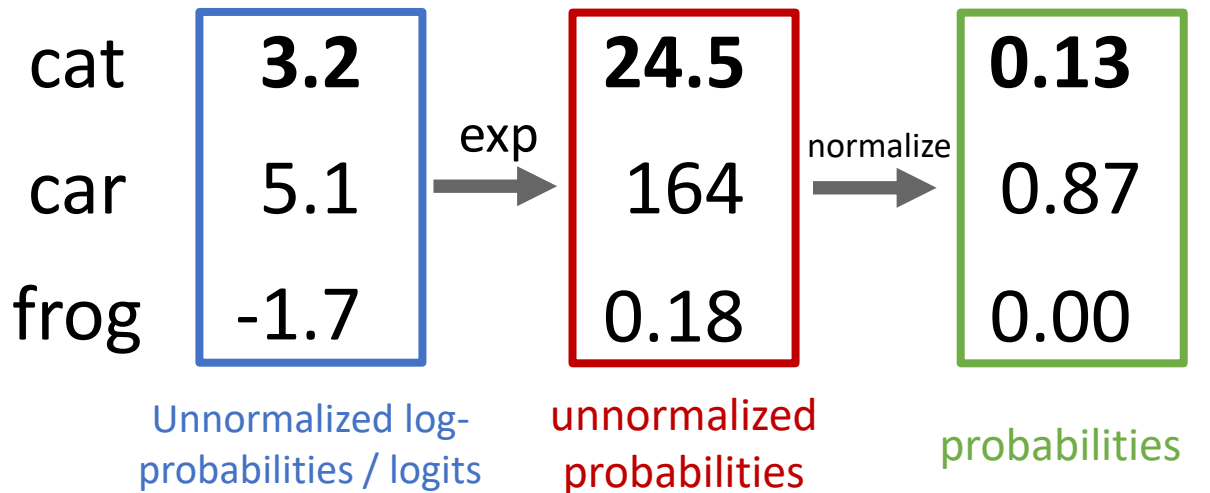 cat 3.2 24.5 0.13
exp
normalize
car 5.1 164 0.87
frog -1.7 0.18 0.00
Unnormalized log-
probabilities / logits
unnormalized
probabilities
probabilities